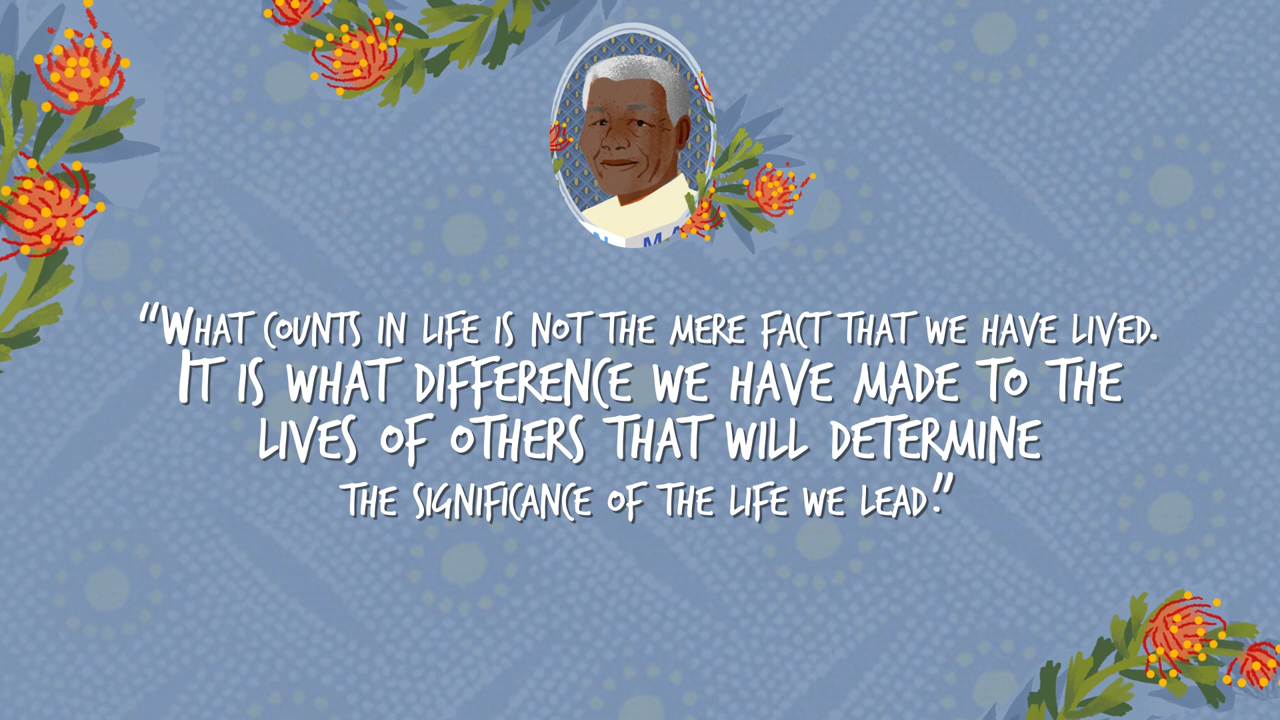 N MA
“What counts in life is not the mere fact that we have lived.
It is what difference we have made to the
lives of others that will determine
the significance of the life we lead.”